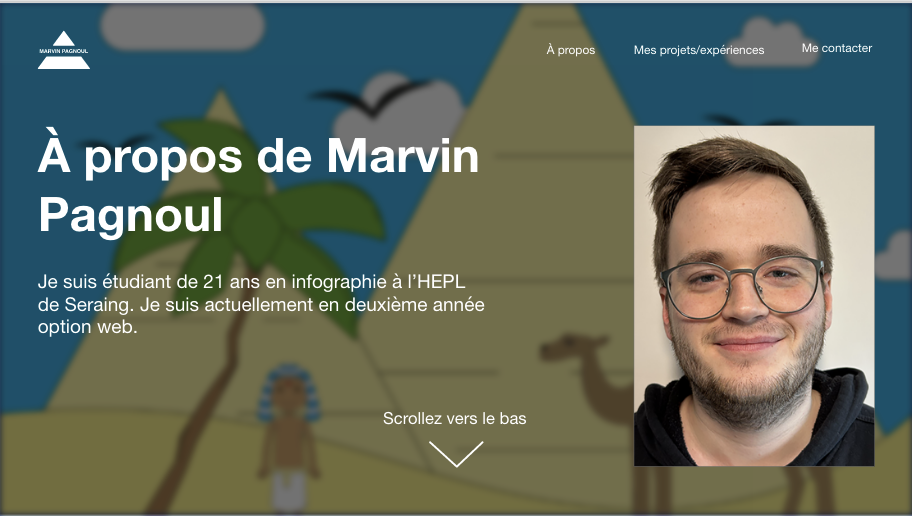 MARVIN PAGNOUL
À propos
Mes projets/expériences
Me contacter
À propos de Marvin
Pagnoul
Je suis étudiant de 21 ans en infographie à l’HEPL
de Seraing. Je suis actuellement en deuxième année
option web.
Scrollez vers le bas